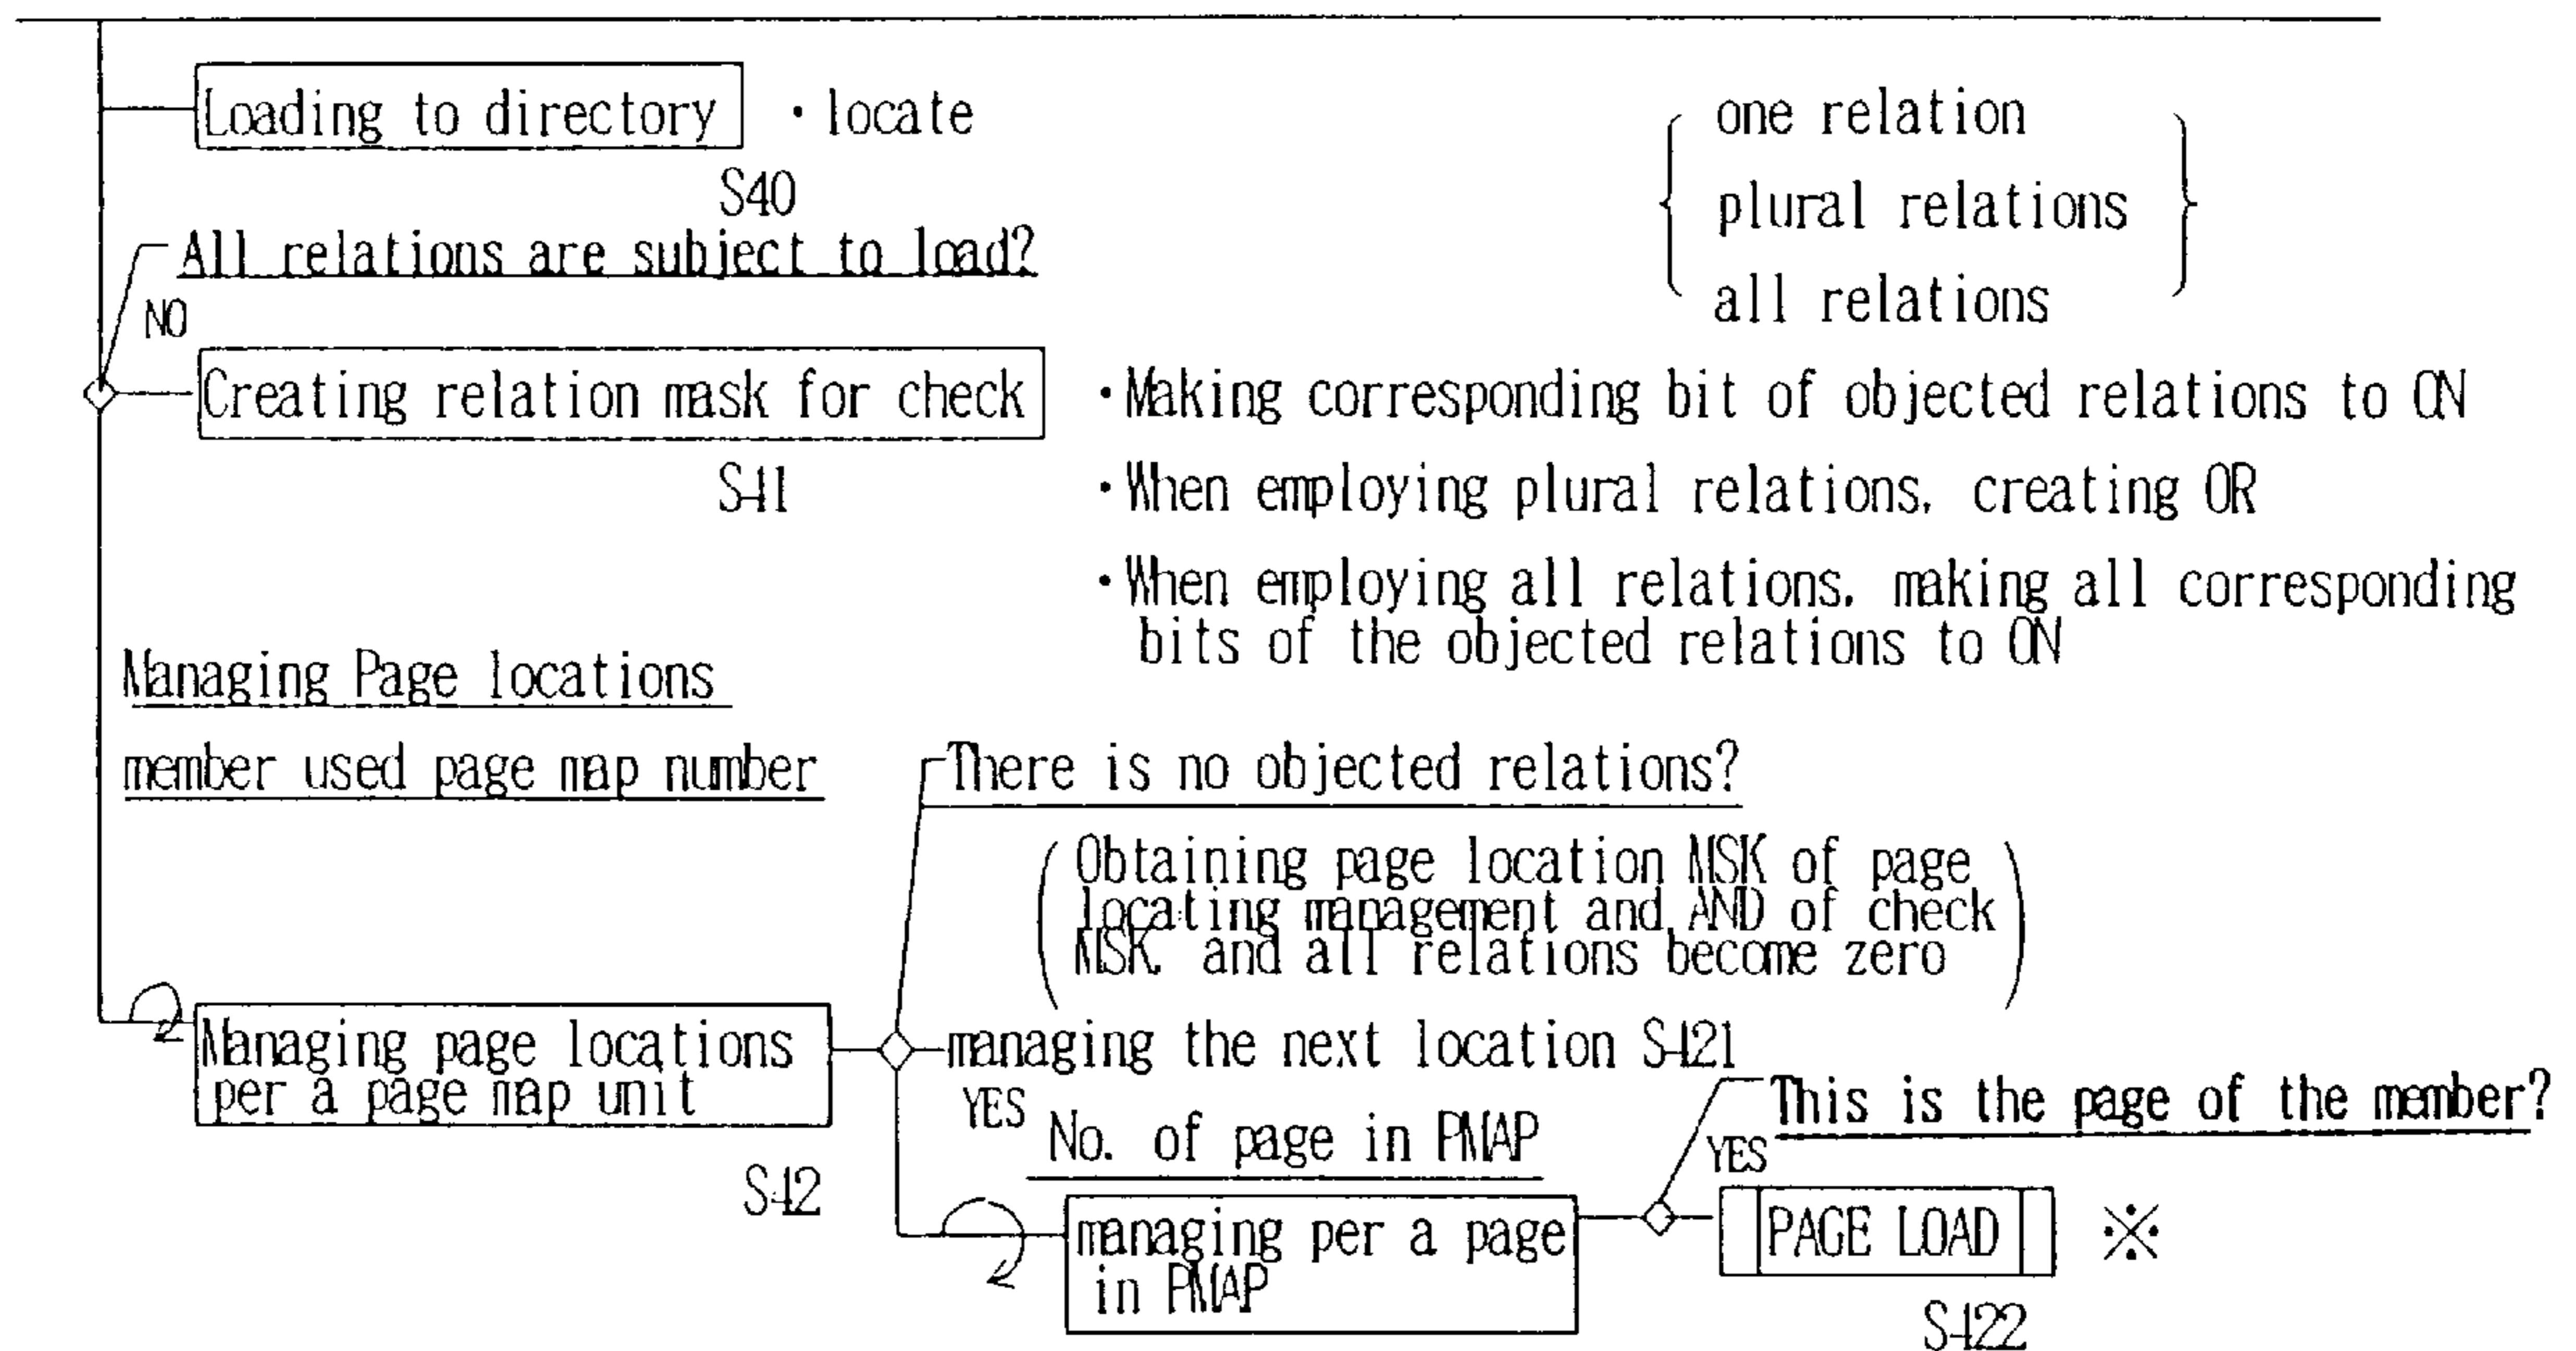 Loading to directory
・locate
S40
one relation
plural relations
all relations
All relations are subject to load?
NO
Creating relation mask for check
S41
・Making corresponding bit of objected relations to ON
・When employing plural relations, creating OR
・When employing all relations, making all corresponding
bits of the objected relations to ON
Managing Page locations
member used page map number
There is no objected relations?
Obtaining page location MSK of page
locating management and AND of check
MSK, and all relations become zero
Managing page locations
per a page map unit
S42
managing the next location S421
YES
No. of page in PMAP
managing per a page
in PMAP
This is the page of the member?
YES
PAGE LOAD
※
S422